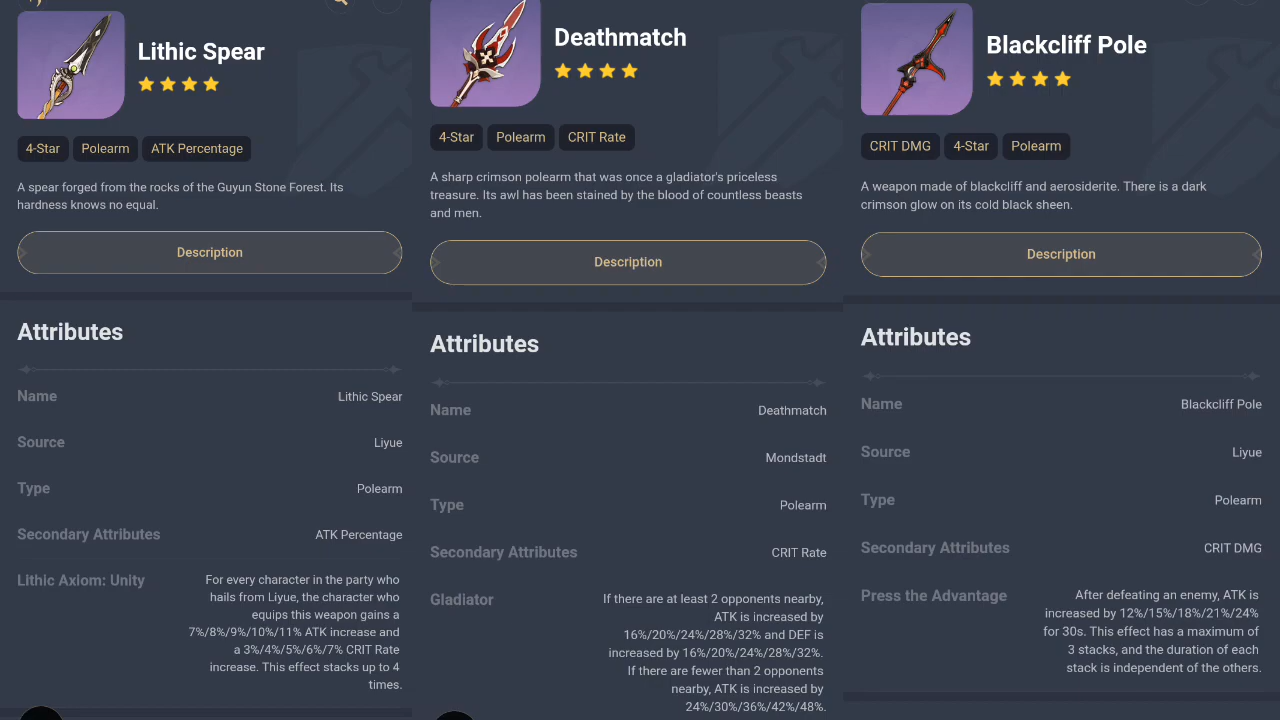 Lithic Spear
4-Star
Polearm
ATK Percentage
A spear forged from the rocks of the Guyun Stone Forest. Its
hardness knows no equal.
Description
Attributes
Name
Lithic Spear
Source
Liyue
Type
Polearm
Secondary Attributes
ATK Percentage
Lithic Axiom: Unity
For every character in the party who
hails from Liyue, the character who
equips this weapon gains a
7%/8%/9%/10%/11% ATK increase and
a 3%/4%/5%/6%/7% CRIT Rate
increase. This effect stacks up to 4
times.
Deathmatch
4-Star
Polearm
CRIT Rate
A sharp crimson polearm that was once a gladiator's priceless
treasure. Its awl has been stained by the blood of countless beasts
and men.
Description
Attributes
Name
Deathmatch
Source
Mondstadt
Type
Polearm
Secondary Attributes
CRIT Rate
Gladiator
If there are at least 2 opponents nearby,
ATK is increased by
16%/20%/24%/28%/32% and DEF is
increased by 16%/20%/24%/28%/32%.
If there are fewer than 2 opponents
nearby, ATK is increased by
24%/30%/36%/42%/48%.
Blackcliff Pole
CRIT DMG
4-Star
Polearm
A weapon made of blackcliff and aerosiderite. There is a dark
crimson glow on its cold black sheen.
Description
Attributes
Name
Blackcliff Pole
Source
Liyue
Type
Polearm
Secondary Attributes
CRIT DMG
Press the Advantage
After defeating an enemy, ATK is
increased by 12%/15%/18%/21%/24%
for 30s. This effect has a maximum of
3 stacks, and the duration of each
stack is independent of the others.